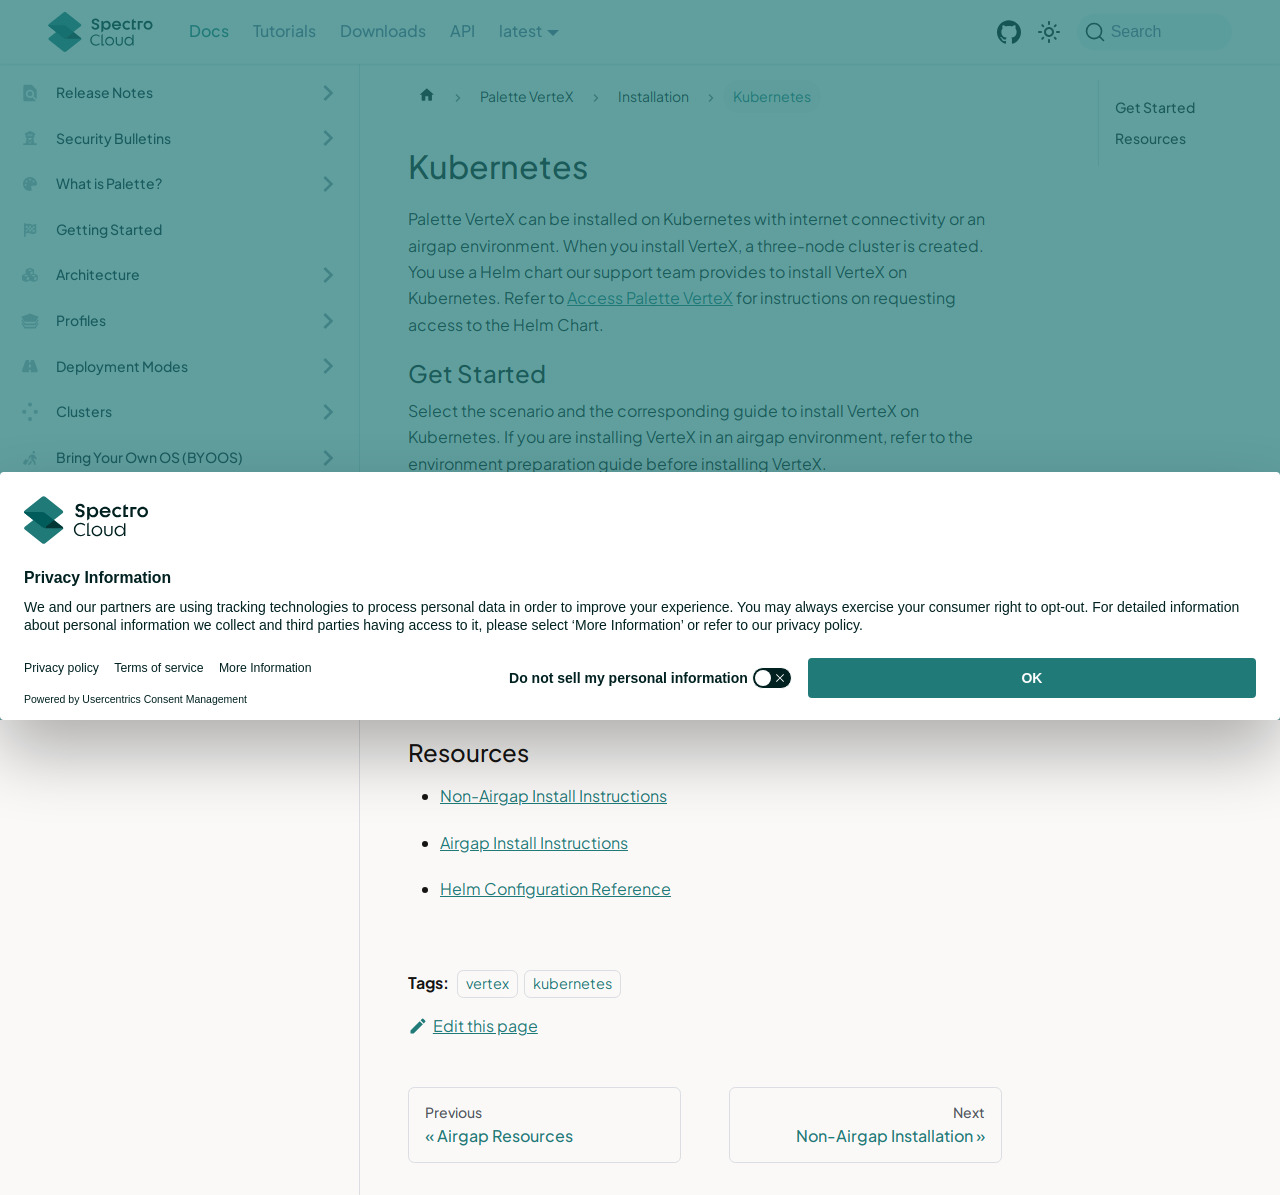 Spectro Cloud
Docs
Tutorials
Downloads
API
latest
Search
Release Notes
Security Bulletins
What is Palette?
Getting Started
Architecture
Profiles
Deployment Modes
Clusters
Bring Your Own OS (BYOOS)
Palette VerteX
Installation
Kubernetes
Kubernetes
Palette VerteX can be installed on Kubernetes with internet connectivity or an
airgap environment. When you install VerteX, a three-node cluster is created.
You use a Helm chart our support team provides to install VerteX on
Kubernetes. Refer to Access Palette VerteX for instructions on requesting
access to the Helm Chart.
Get Started
Select the scenario and the corresponding guide to install VerteX on
Kubernetes. If you are installing VerteX in an airgap environment, refer to the
environment preparation guide before installing VerteX.
Get Started
Resources
Spectro Cloud
Privacy Information
We and our partners are using tracking technologies to process personal data in order to improve your experience. You may always exercise your consumer right to opt-out. For detailed information
about personal information we collect and third parties having access to it, please select ‘More Information’ or refer to our privacy policy.
Privacy policy
Terms of service
More Information
Powered by Usercentrics Consent Management
Do not sell my personal information
OK
Resources
Non-Airgap Install Instructions
Airgap Install Instructions
Helm Configuration Reference
Tags: vertex kubernetes
Edit this page
Previous
« Airgap Resources
Next
Non-Airgap Installation »